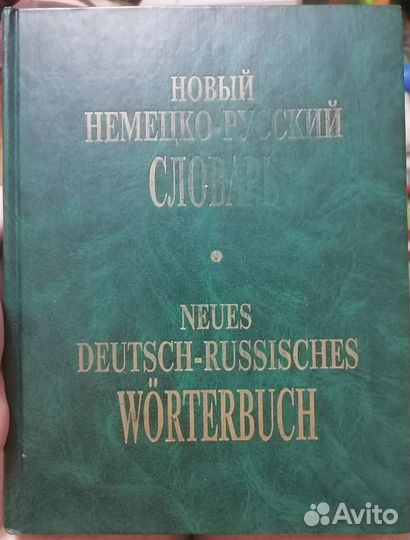 НОВЫЙ
НЕМЕЦКО-РУССКИЙ
СЛОВАРЬ
NEUES
DEUTSCH-RUSSISCHES
WÖRTERBUCH
Avito